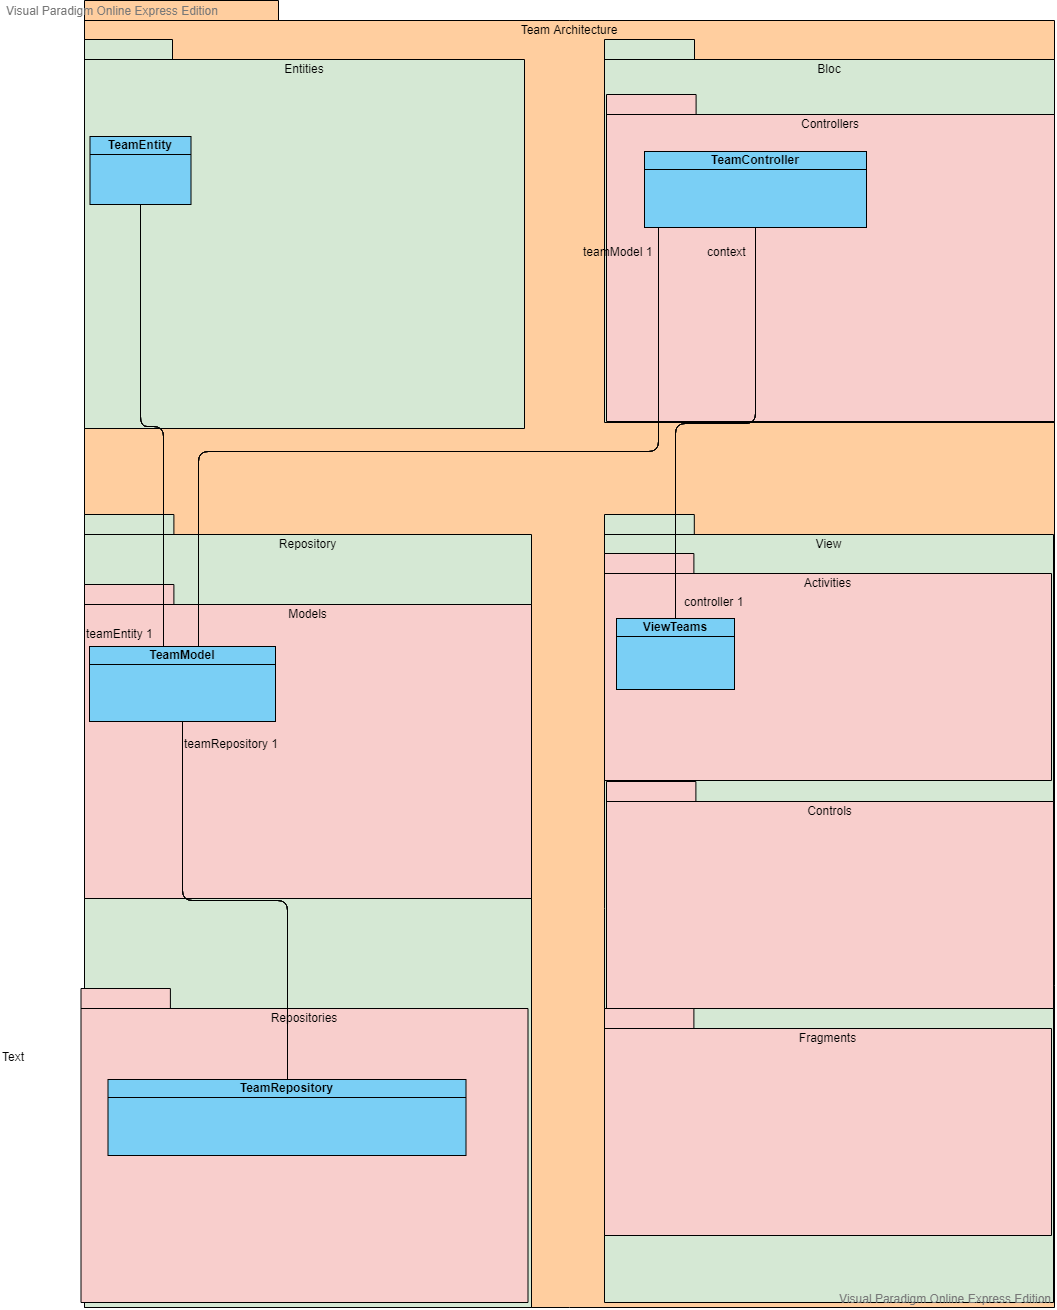 Visual Paradigm Online Express Edition
Team Architecture
Entities
Bloc
Controllers
TeamEntity
TeamController
teamModel 1
context
Repository
View
Activities
controller 1
Models
teamEntity 1
ViewTeams
TeamModel
teamRepository 1
Controls
Repositories
Fragments
Text
TeamRepository
Visual Paradigm Online Express Edition